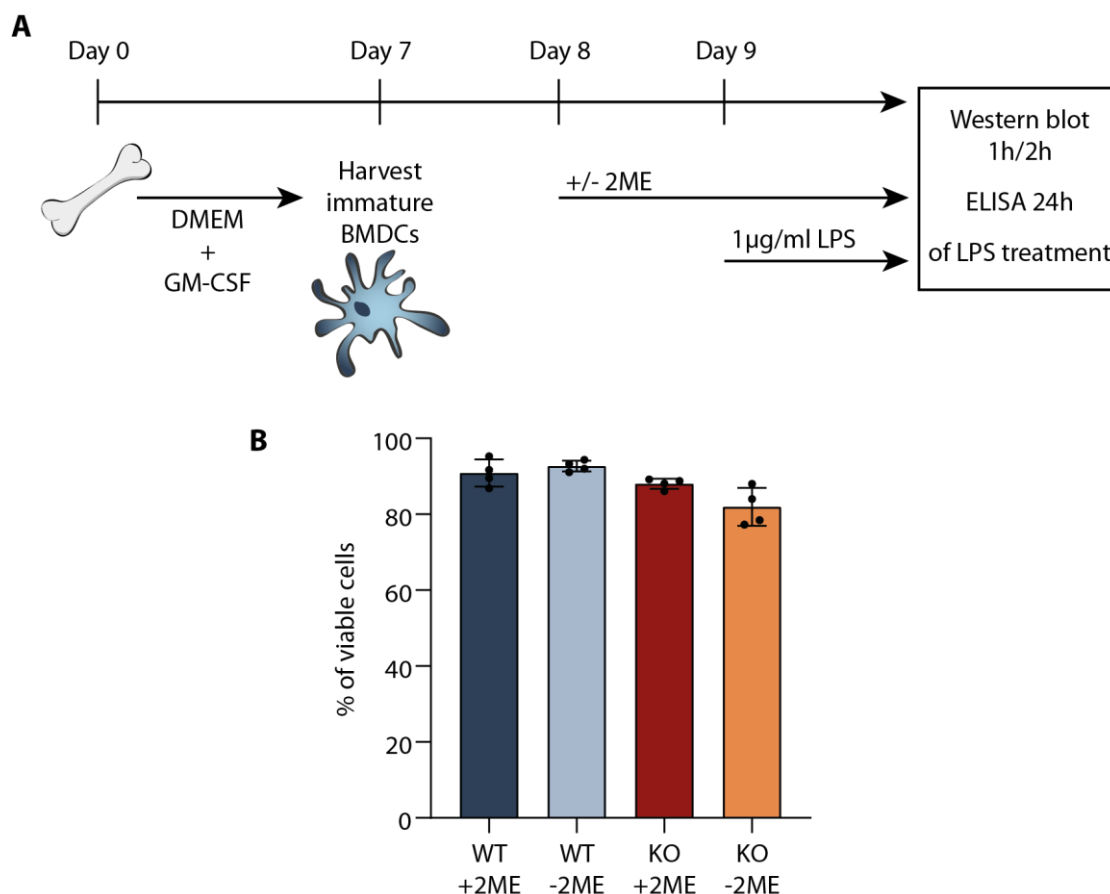 A
Day 0
Day 7
Day 8
Day 9
DMEM
+
GM-CSF
Harvest
immature
BMDCs
+/- 2ME
1µg/ml LPS
Western blot
1h/2h
ELISA 24h
of LPS treatment
B
% of viable cells
100
80
60
40
20
0
WT
+2ME
WT
-2ME
KO
+2ME
KO
-2ME